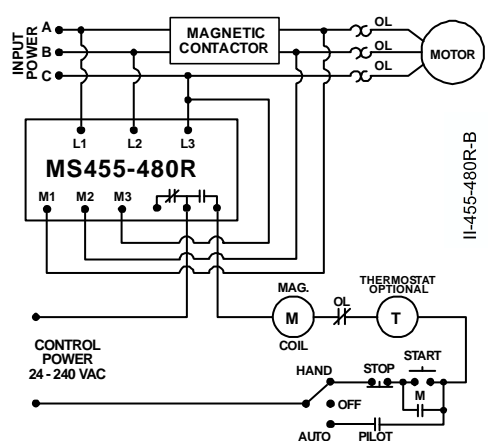 INPUT
POWER
A
B
C
MAGNETIC
CONTACTOR
OL
OL
OL
MOTOR
L1
L2
L3
MS455-480R
M1
M2
M3
II-455-480R-B
MAG.
M
COIL
OL
THERMOSTAT
OPTIONAL
T
CONTROL
POWER
24 - 240 VAC
HAND
STOP
START
M
OFF
AUTO
PILOT